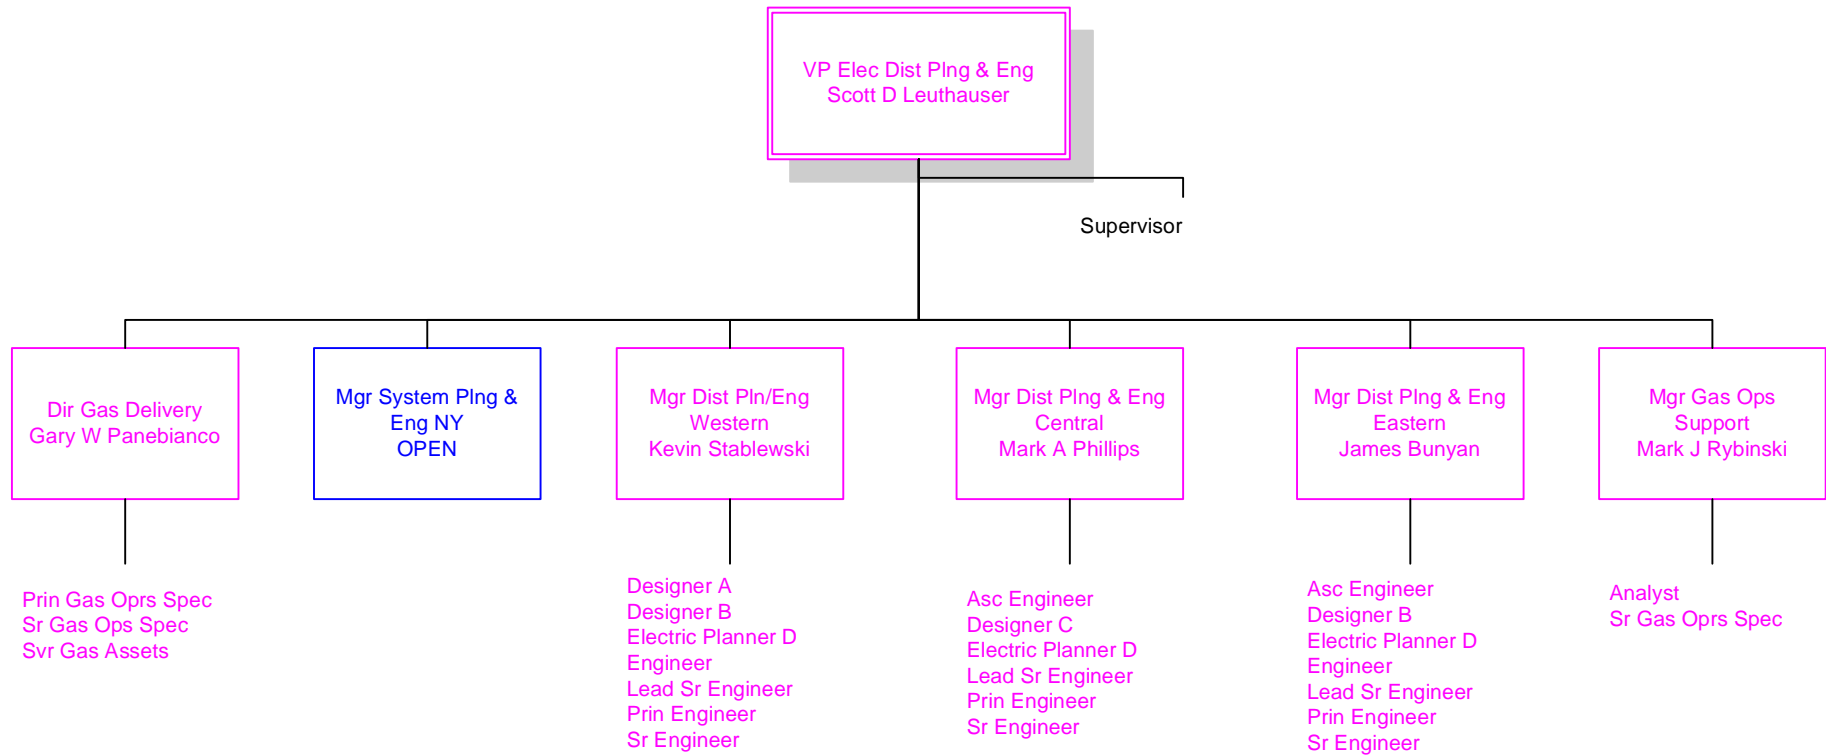 VP Elec Dist Plng & Eng
Scott D Leuthauser
Supervisor
Dir Gas Delivery
Gary W Panebianco
Mgr System Plng &
Eng NY
OPEN
Mgr Dist Pln/Eng
Western
Kevin Stablewski
Mgr Dist Plng & Eng
Central
Mark A Phillips
Mgr Dist Plng & Eng
Eastern
James Bunyan
Mgr Gas Ops
Support
Mark J Rybinski
Prin Gas Oprs Spec
Sr Gas Ops Spec
Svr Gas Assets
Designer A
Designer B
Electric Planner D
Engineer
Lead Sr Engineer
Prin Engineer
Sr Engineer
Asc Engineer
Designer C
Electric Planner D
Lead Sr Engineer
Prin Engineer
Sr Engineer
Asc Engineer
Designer B
Electric Planner D
Engineer
Lead Sr Engineer
Prin Engineer
Sr Engineer
Analyst
Sr Gas Oprs Spec